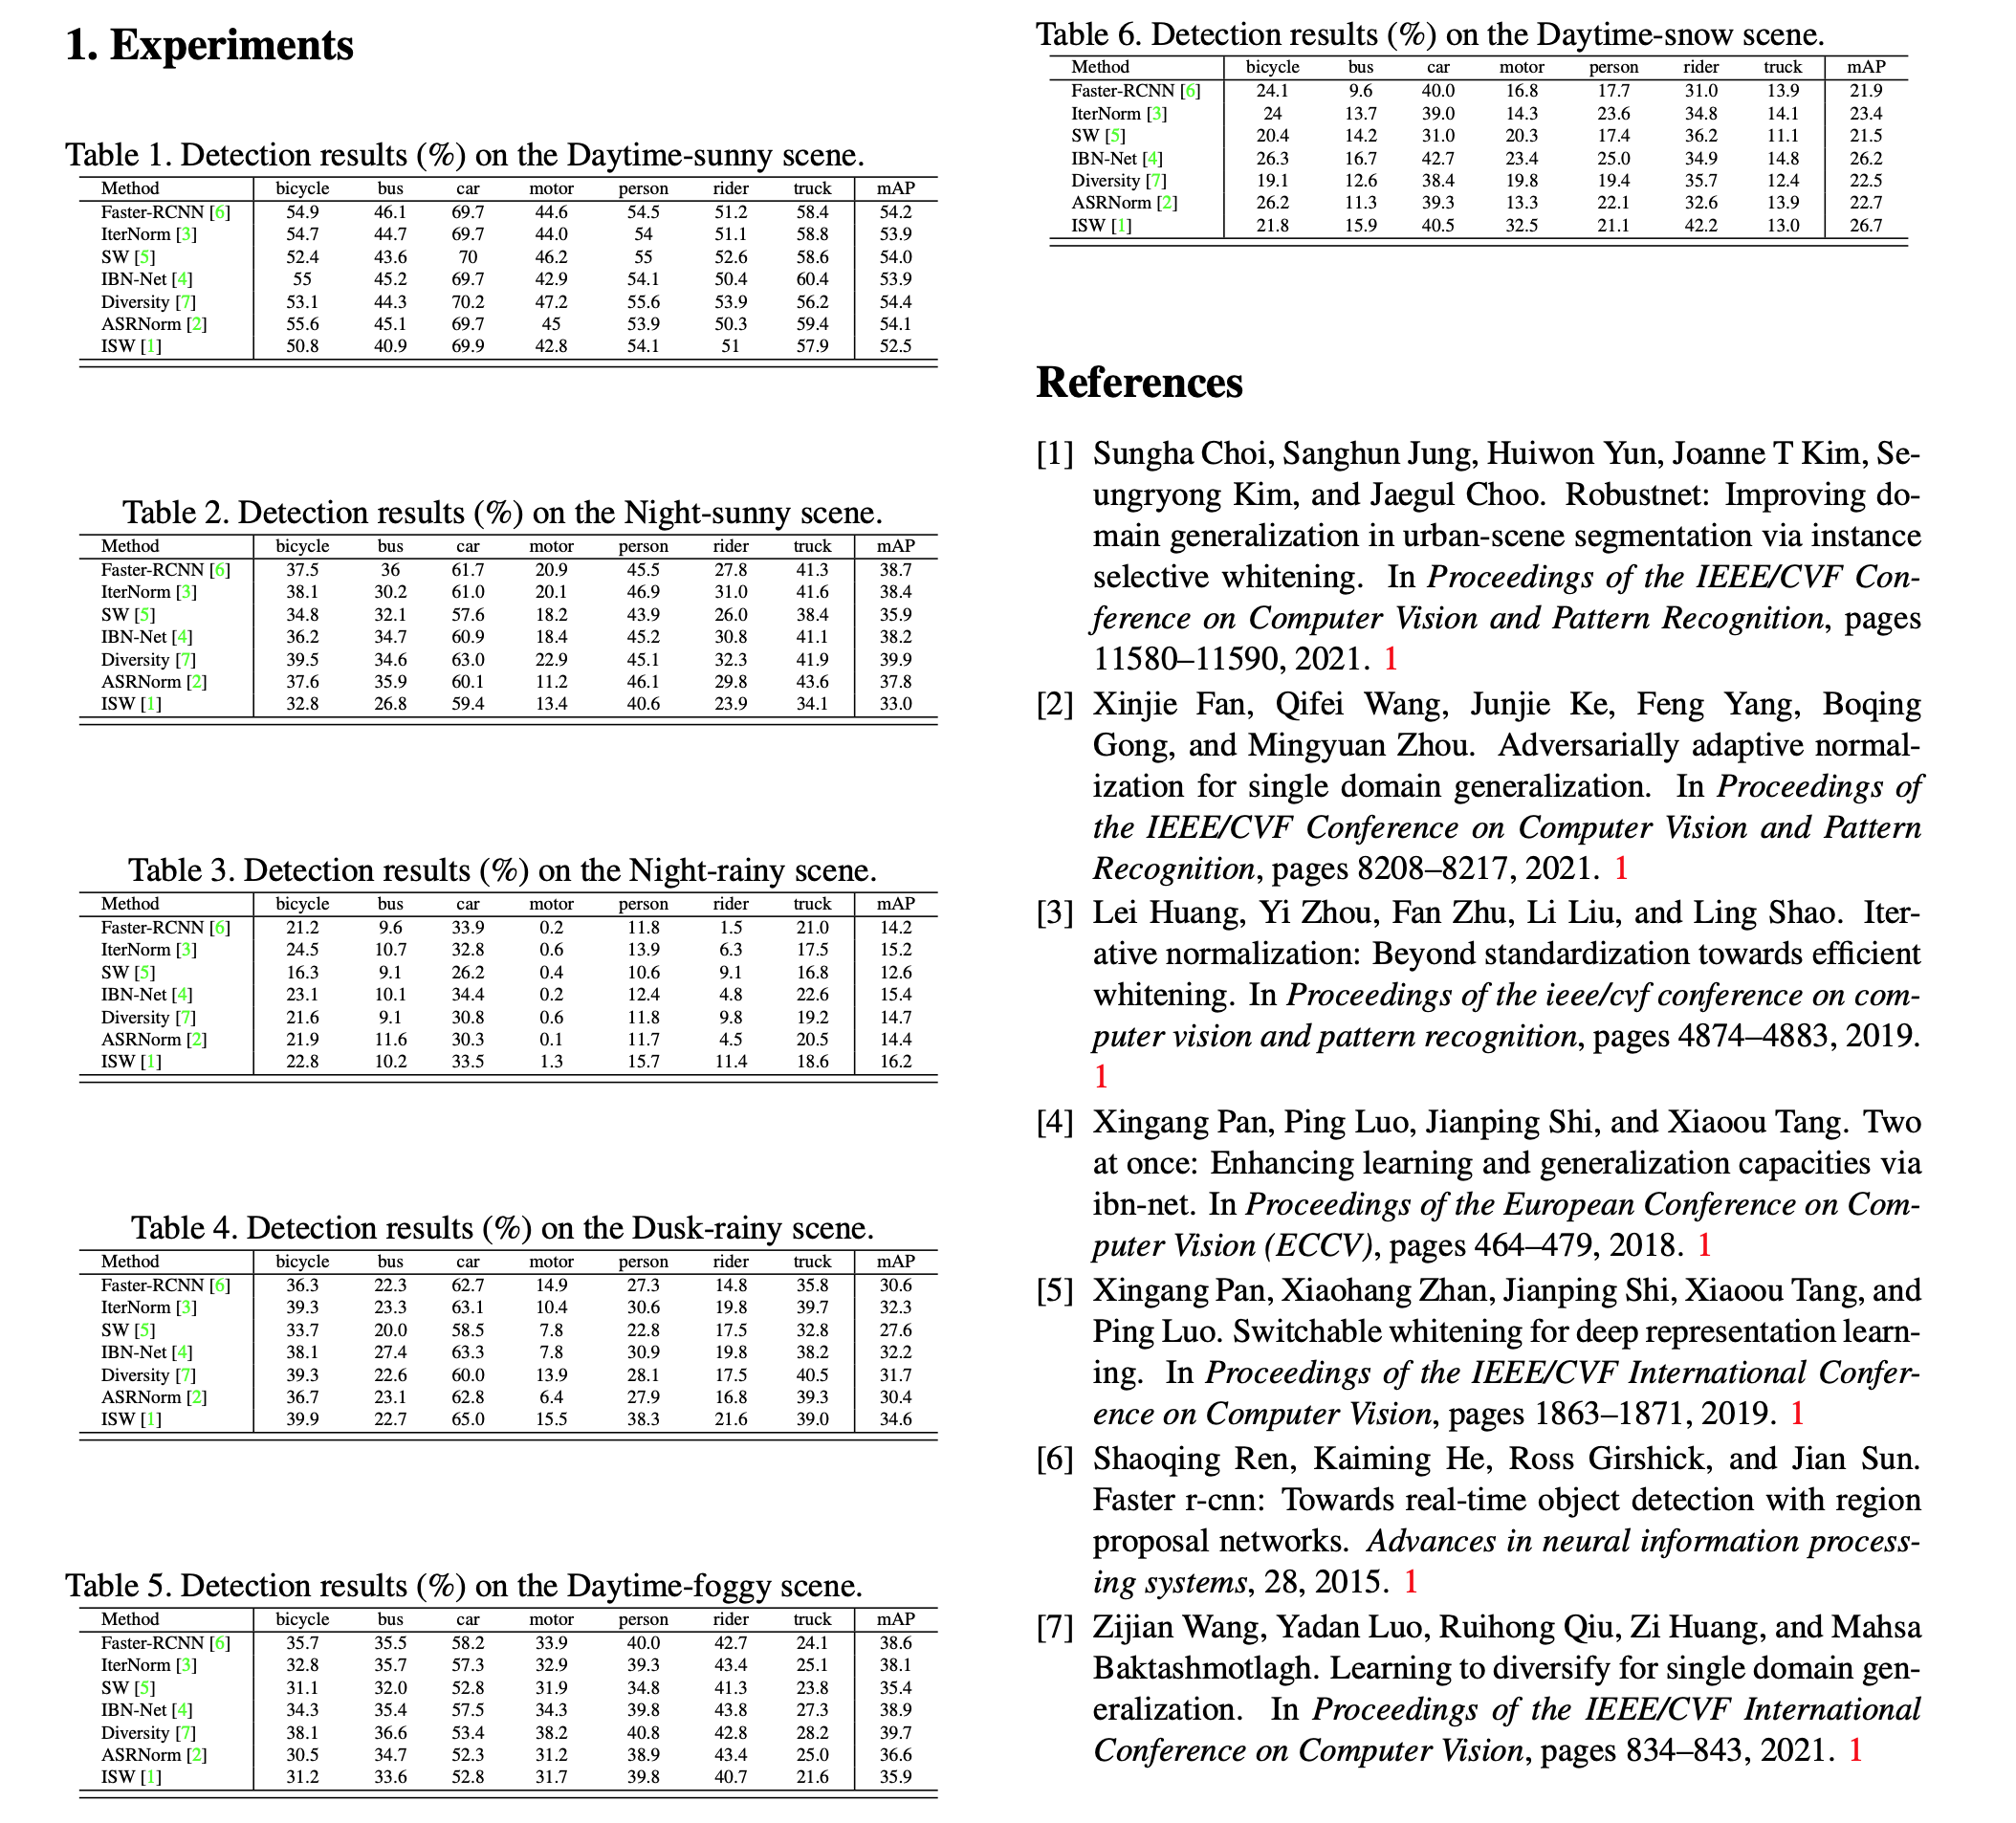 1. Experiments
Table 1. Detection results (%) on the Daytime-sunny scene.
Method bicycle bus car motor person rider truck mAP
Faster-RCNN [6] 54.9 46.1 69.7 44.6 54.5 51.2 58.4 54.2
IterNorm [3] 54.7 44.7 69.7 44.0 54 51.1 58.8 53.9
SW [5] 52.4 43.6 70 46.2 55 52.6 58.6 54.0
IBN-Net [4] 55 45.2 69.7 42.9 54.1 50.4 60.4 53.9
Diversity [7] 53.1 44.3 70.2 47.2 55.6 53.9 56.2 54.4
ASRNorm [2] 55.6 45.1 69.7 45 53.9 50.3 59.4 54.1
ISW [1] 50.8 40.9 69.9 42.8 54.1 51 57.9 52.5
Table 2. Detection results (%) on the Night-sunny scene.
Method bicycle bus car motor person rider truck mAP
Faster-RCNN [6] 37.5 36 61.7 20.9 45.5 27.8 41.3 38.7
IterNorm [3] 38.1 30.2 61.0 20.1 46.9 31.0 41.6 38.4
SW [5] 34.8 32.1 57.6 18.2 43.9 26.0 38.4 35.9
IBN-Net [4] 36.2 34.7 60.9 18.4 45.2 30.8 41.1 38.2
Diversity [7] 39.5 34.6 63.0 22.9 45.1 32.3 41.9 39.9
ASRNorm [2] 37.6 35.9 60.1 11.2 46.1 29.8 43.6 37.8
ISW [1] 32.8 26.8 59.4 13.4 40.6 23.9 34.1 33.0
Table 3. Detection results (%) on the Night-rainy scene.
Method bicycle bus car motor person rider truck mAP
Faster-RCNN [6] 21.2 9.6 33.9 0.2 11.8 1.5 21.0 14.2
IterNorm [3] 24.5 10.7 32.8 0.6 13.9 6.3 17.5 15.2
SW [5] 16.3 9.1 26.2 0.4 10.6 9.1 16.8 12.6
IBN-Net [4] 23.1 10.1 34.4 0.2 12.4 4.8 22.6 15.4
Diversity [7] 21.6 9.1 30.8 0.6 11.8 9.8 19.2 14.7
ASRNorm [2] 21.9 11.6 30.3 0.1 11.7 4.5 20.5 14.4
ISW [1] 22.8 10.2 33.5 1.3 15.7 11.4 18.6 16.2
Table 4. Detection results (%) on the Dusk-rainy scene.
Method bicycle bus car motor person rider truck mAP
Faster-RCNN [6] 36.3 22.3 62.7 14.9 27.3 14.8 35.8 30.6
IterNorm [3] 39.3 23.3 63.1 10.4 30.6 19.8 39.7 32.3
SW [5] 33.7 20.0 58.5 7.8 22.8 17.5 32.8 27.6
IBN-Net [4] 38.1 27.4 63.3 7.8 30.9 19.8 38.2 32.2
Diversity [7] 39.3 22.6 60.0 13.9 28.1 17.5 40.5 31.7
ASRNorm [2] 36.7 23.1 62.8 6.4 27.9 16.8 39.3 30.4
ISW [1] 39.9 22.7 65.0 15.5 38.3 21.6 39.0 34.6
Table 5. Detection results (%) on the Daytime-foggy scene.
Method bicycle bus car motor person rider truck mAP
Faster-RCNN [6] 35.7 35.5 58.2 33.9 40.0 42.7 24.1 38.6
IterNorm [3] 32.8 35.7 57.3 32.9 39.3 43.4 25.1 38.1
SW [5] 31.1 32.0 52.8 31.9 34.8 41.3 23.8 35.4
IBN-Net [4] 34.3 35.4 57.5 34.3 39.8 43.8 27.3 38.9
Diversity [7] 38.1 36.6 53.4 38.2 40.8 42.8 28.2 39.7
ASRNorm [2] 30.5 34.7 52.3 31.2 38.9 43.4 25.0 36.6
ISW [1] 31.2 33.6 52.8 31.7 39.8 40.7 21.6 35.9
Table 6. Detection results (%) on the Daytime-snow scene.
Method bicycle bus car motor person rider truck mAP
Faster-RCNN [6] 24.1 9.6 40.0 16.8 17.7 31.0 13.9 21.9
IterNorm [3] 24 13.7 39.0 14.3 23.6 34.8 14.1 23.4
SW [5] 20.4 14.2 31.0 20.3 17.4 36.2 11.1 21.5
IBN-Net [4] 26.3 16.7 42.7 23.4 25.0 34.9 14.8 26.2
Diversity [7] 19.1 12.6 38.4 19.8 19.4 35.7 12.4 22.5
ASRNorm [2] 26.2 11.3 39.3 13.3 22.1 32.6 13.9 22.7
ISW [1] 21.8 15.9 40.5 32.5 21.1 42.2 13.0 26.7
References
[1] Sungha Choi, Sanghun Jung, Huiwon Yun, Joanne T Kim, Se-
ungryong Kim, and Jaegul Choo. Robustnet: Improving do-
main generalization in urban-scene segmentation via instance
selective whitening. In Proceedings of the IEEE/CVF Con-
ference on Computer Vision and Pattern Recognition, pages
11580–11590, 2021. 1
[2] Xinjie Fan, Qifei Wang, Junjie Ke, Feng Yang, Boqing
Gong, and Mingyuan Zhou. Adversarially adaptive normal-
ization for single domain generalization. In Proceedings of
the IEEE/CVF Conference on Computer Vision and Pattern
Recognition, pages 8208–8217, 2021. 1
[3] Lei Huang, Yi Zhou, Fan Zhu, Li Liu, and Ling Shao. Iter-
ative normalization: Beyond standardization towards efficient
whitening. In Proceedings of the ieee/cvf conference on com-
puter vision and pattern recognition, pages 4874–4883, 2019.
1
[4] Xingang Pan, Ping Luo, Jianping Shi, and Xiaoou Tang. Two
at once: Enhancing learning and generalization capacities via
ibn-net. In Proceedings of the European Conference on Com-
puter Vision (ECCV), pages 464–479, 2018. 1
[5] Xingang Pan, Xiaohang Zhan, Jianping Shi, Xiaoou Tang, and
Ping Luo. Switchable whitening for deep representation learn-
ing. In Proceedings of the IEEE/CVF International Confer-
ence on Computer Vision, pages 1863–1871, 2019. 1
[6] Shaoqing Ren, Kaiming He, Ross Girshick, and Jian Sun.
Faster r-cnn: Towards real-time object detection with region
proposal networks. Advances in neural information process-
ing systems, 28, 2015. 1
[7] Zijian Wang, Yadan Luo, Ruihong Qiu, Zi Huang, and Mahsa
Baktashmotlagh. Learning to diversify for single domain gen-
eralization. In Proceedings of the IEEE/CVF International
Conference on Computer Vision, pages 834–843, 2021. 1